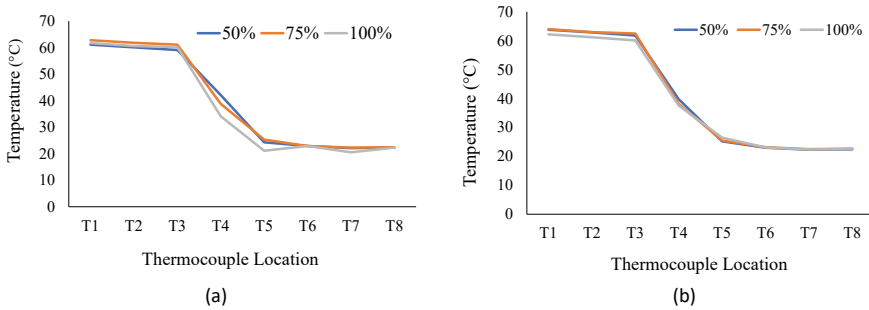 70
60
50
40
30
20
10
0
Temperature (°C)
50% 75% 100%
T1 T2 T3 T4 T5 T6 T7 T8
Thermocouple Location
(a)
70
60
50
40
30
20
10
0
Temperature (°C)
50% 75% 100%
T1 T2 T3 T4 T5 T6 T7 T8
Thermocouple Location
(b)